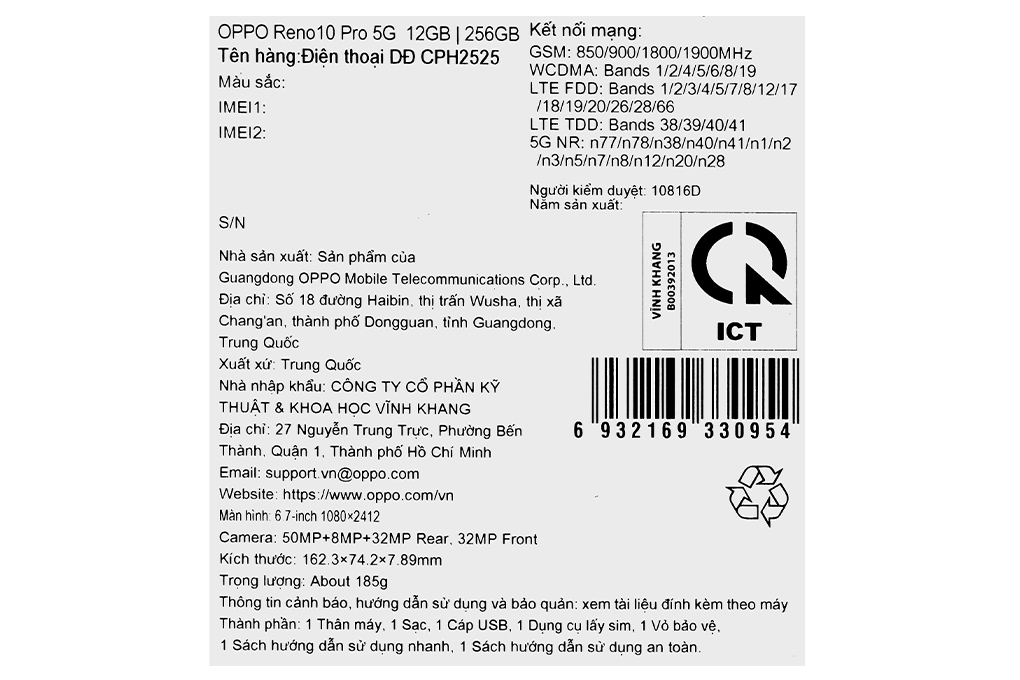 OPPO Reno10 Pro 5G 12GB | 256GB
Tên hàng:Điện thoại DĐ CPH2525
Màu sắc:
IMEI1:
IMEI2:
S/N
Kết nối mạng:
GSM: 850/900/1800/1900MHz
WCDMA: Bands 1/2/4/5/6/8/19
LTE FDD: Bands 1/2/3/4/5/7/8/12/17
/18/19/20/26/28/66
LTE TDD: Bands 38/39/40/41
5G NR: n77/n78/n38/n40/n41/n1/n2
/n3/n5/n7/n8/n12/n20/n28
Người kiểm duyệt: 10816D
Năm sản xuất:
VĨNH KHANG
B00392013
ICT
Nhà sản xuất: Sản phẩm của
Guangdong OPPO Mobile Telecommunications Corp., Ltd.
Địa chỉ: Số 18 đường Haibin, thị trấn Wusha, thị xã
Chang'an, thành phố Dongguan, tỉnh Guangdong,
Trung Quốc
Xuất xứ: Trung Quốc
Nhà nhập khẩu: CÔNG TY CỔ PHẦN KỸ
THUẬT & KHOA HỌC VĨNH KHANG
Địa chỉ: 27 Nguyễn Trung Trực, Phường Bến
Thành, Quận 1, Thành phố Hồ Chí Minh
Email: support.vn@oppo.com
Website: https://www.oppo.com/vn
Màn hình: 6.7-inch 1080×2412
Camera: 50MP+8MP+32MP Rear, 32MP Front
Kích thước: 162.3×74.2×7.89mm
Trọng lượng: About 185g
Thông tin cảnh báo, hướng dẫn sử dụng và bảo quản: xem tài liệu đính kèm theo máy
Thành phần: 1 Thân máy, 1 Sạc, 1 Cáp USB, 1 Dụng cụ lấy sim, 1 Vỏ bảo vệ,
1 Sách hướng dẫn sử dụng nhanh, 1 Sách hướng dẫn sử dụng an toàn.
6 932169 330954